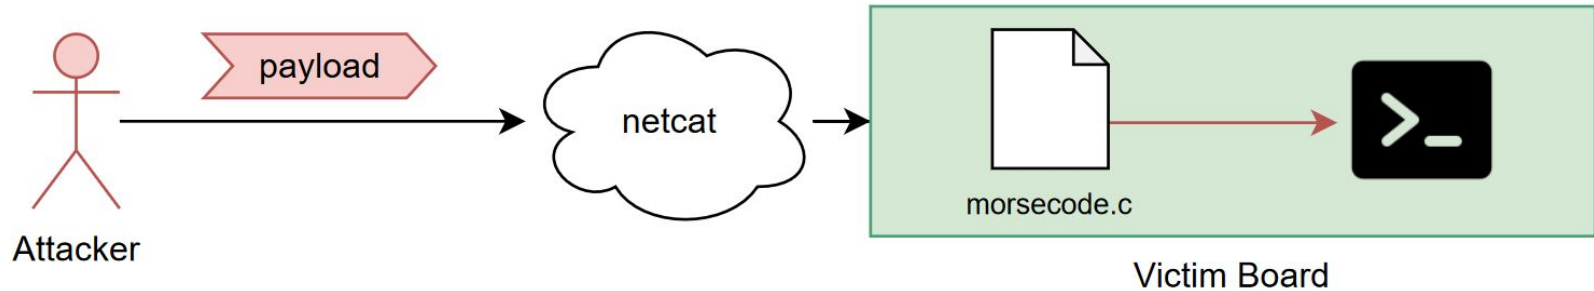 payload
netcat
morsecode.c
Attacker
Victim Board